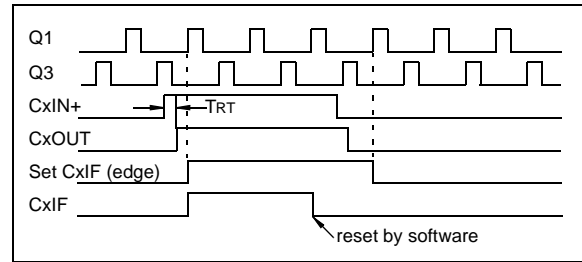 Q1
Q3
CxIN+
TRT
CxOUT
Set CxIF (edge)
CxIF
reset by software